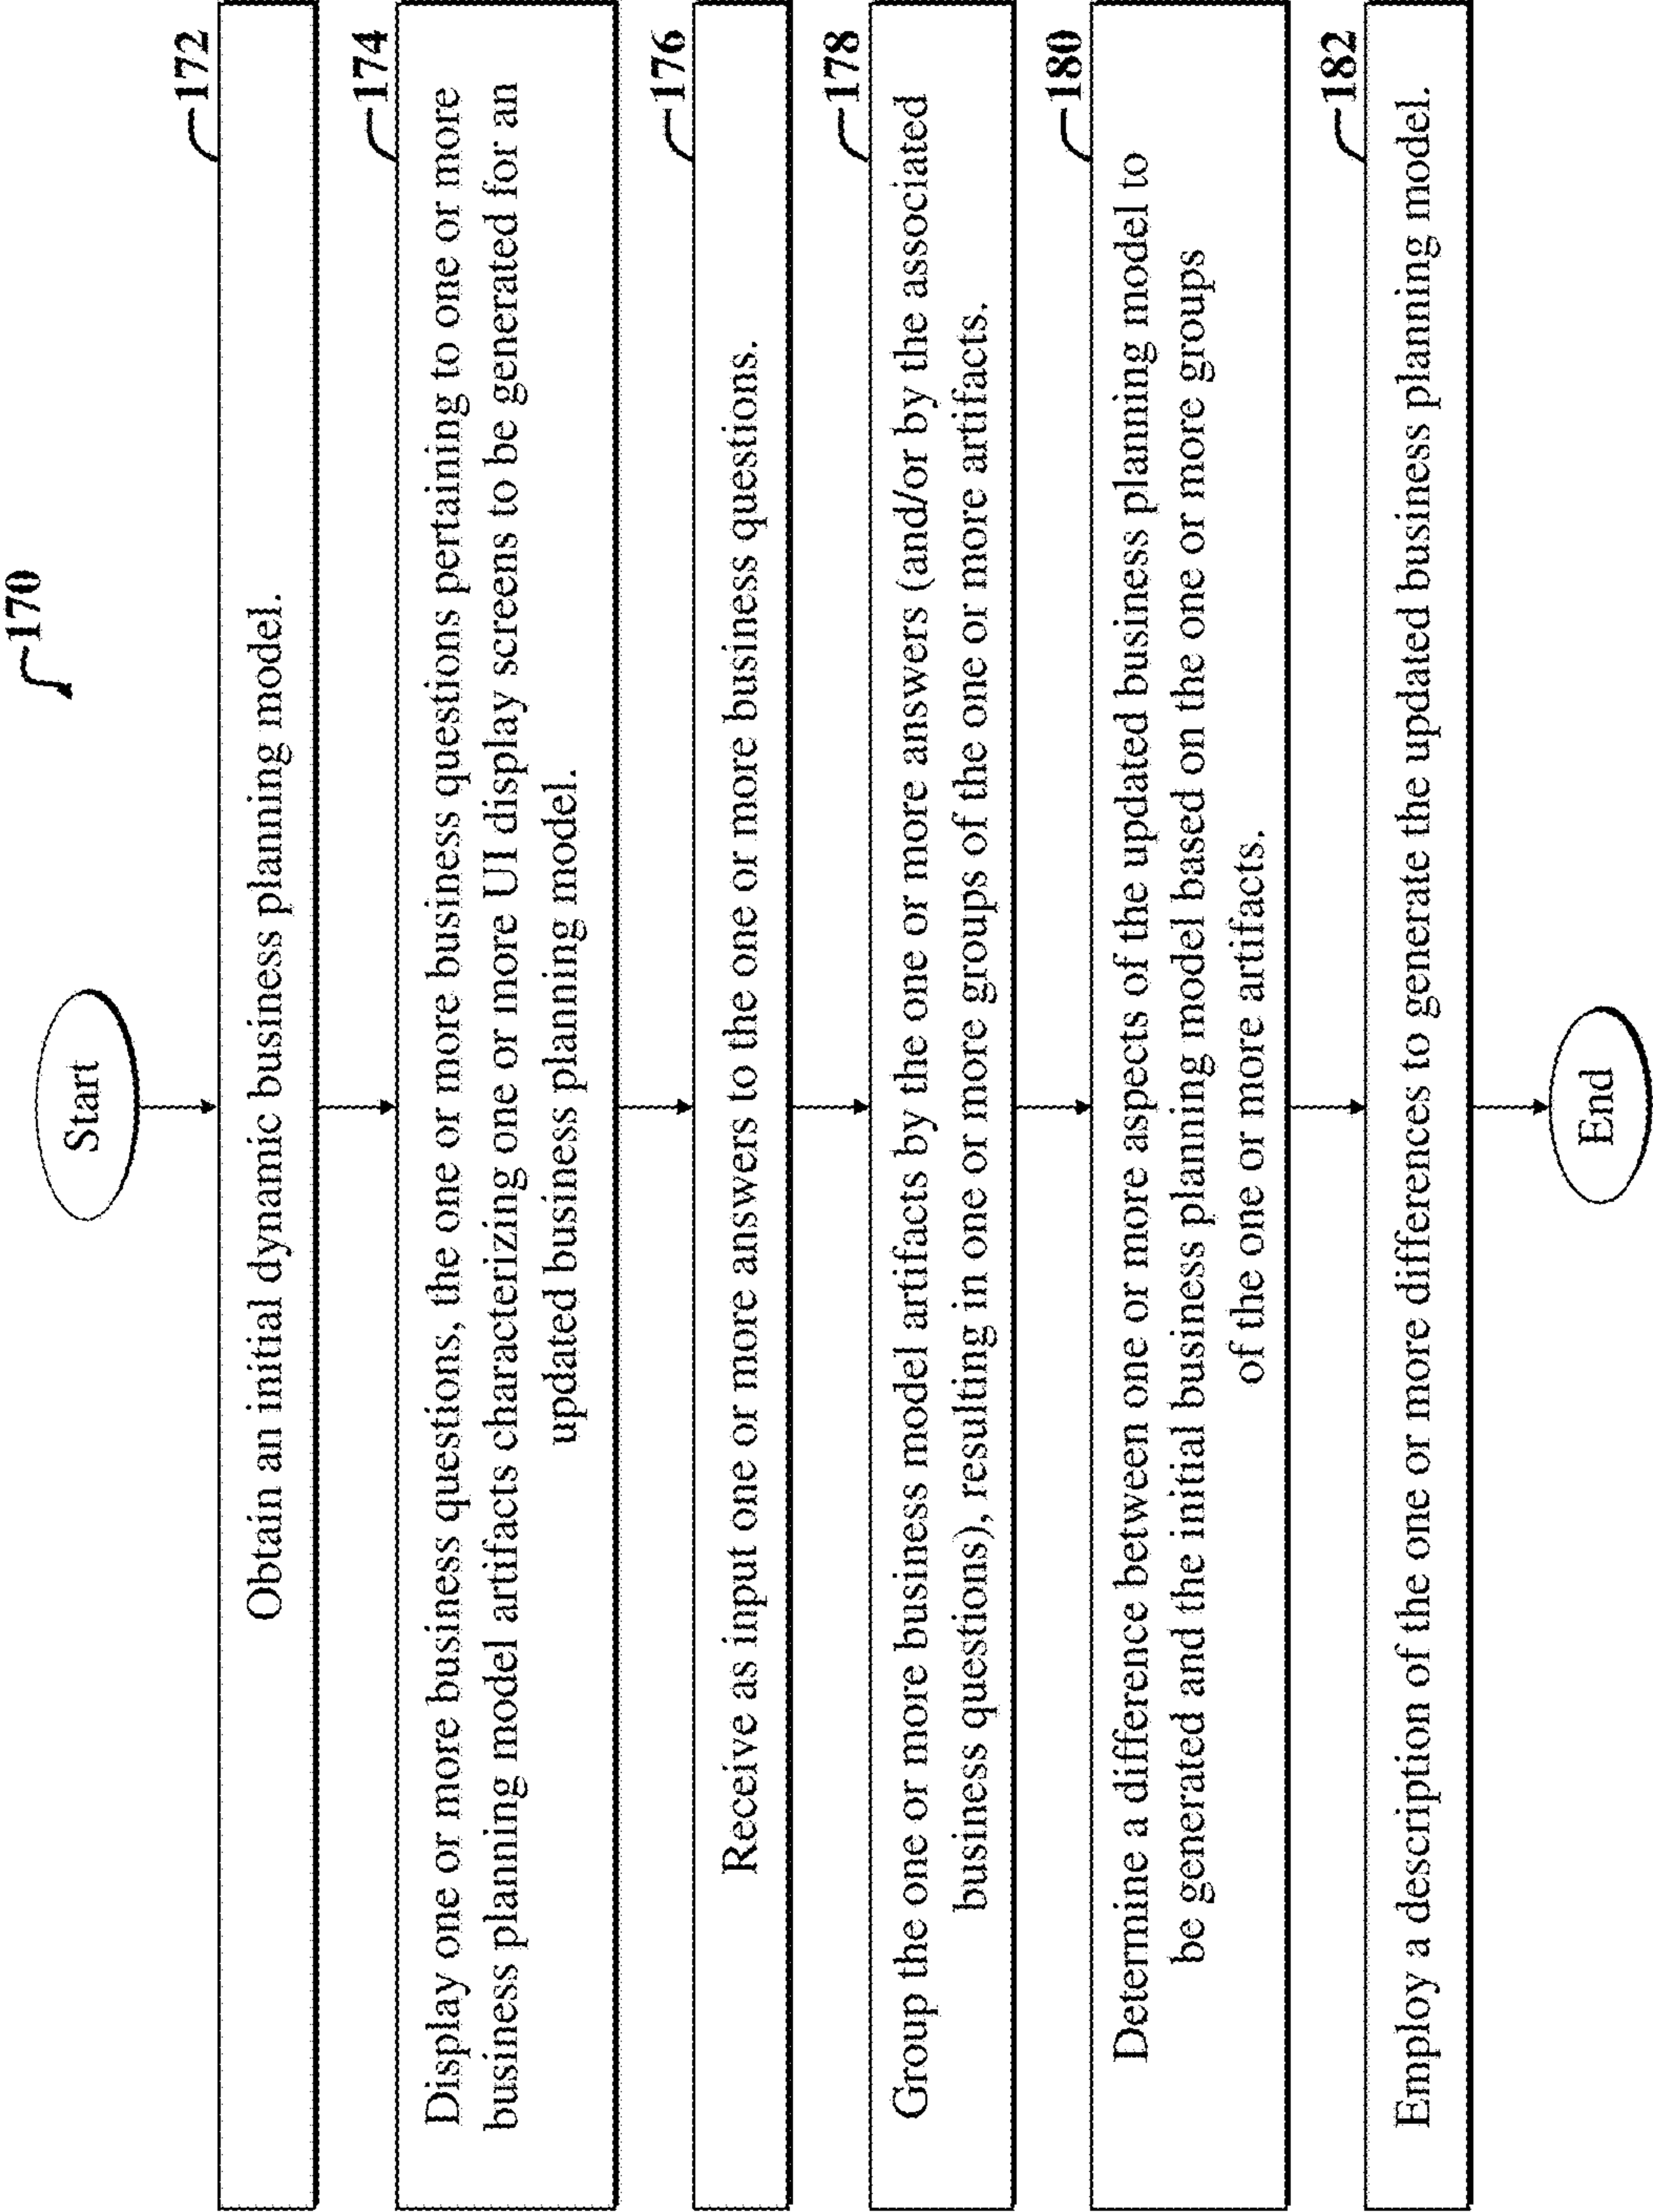 170
Start
172
Obtain an initial dynamic business planning model.
174
Display one or more business questions, the one or more business questions pertaining to one or more
business planning model artifacts characterizing one or more UI display screens to be generated for an
updated business planning model.
176
Receive as input one or more answers to the one or more business questions.
178
Group the one or more business model artifacts by the one or more answers (and/or by the associated
business questions), resulting in one or more groups of the one or more artifacts.
180
Determine a difference between one or more aspects of the updated business planning model to
be generated and the initial business planning model based on the one or more groups
of the one or more artifacts.
182
Employ a description of the one or more differences to generate the updated business planning model.
End